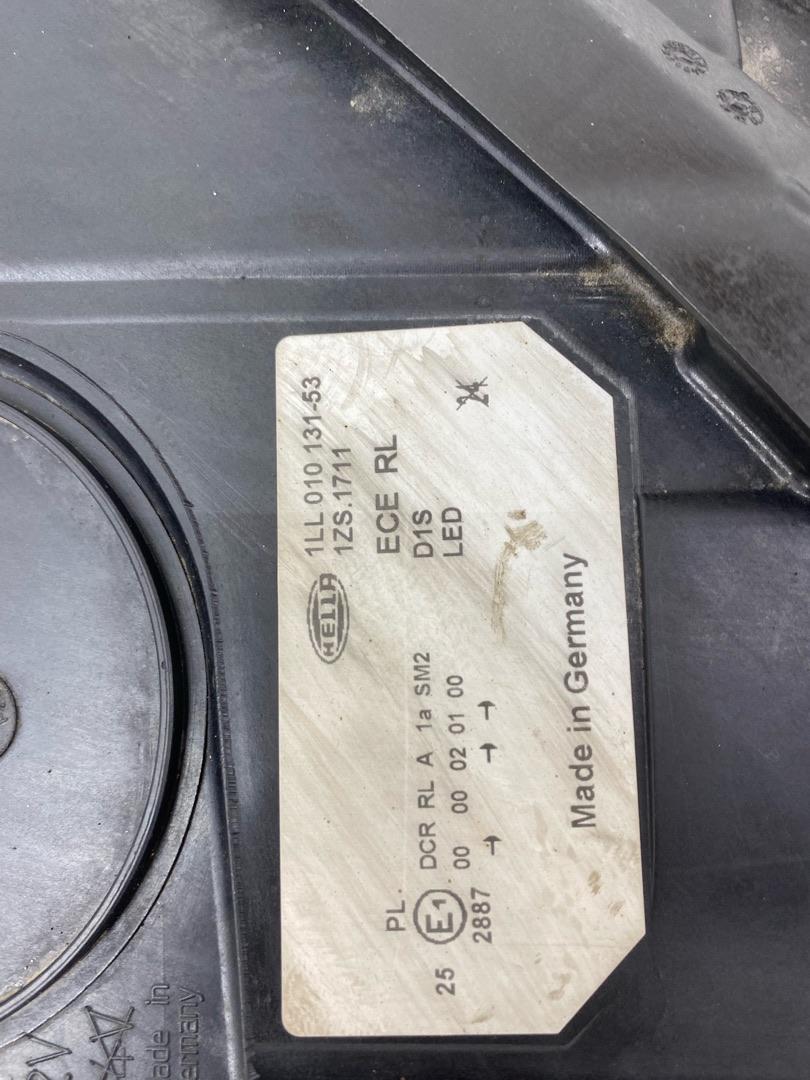 HELLA
1LL 010 131-53
1ZS.1711
ECE RL
D1S
LED
24
PL.
E1
DCR RL A 1a SM2
25
00 00 02 01 00
2887 → → →
Made in Germany